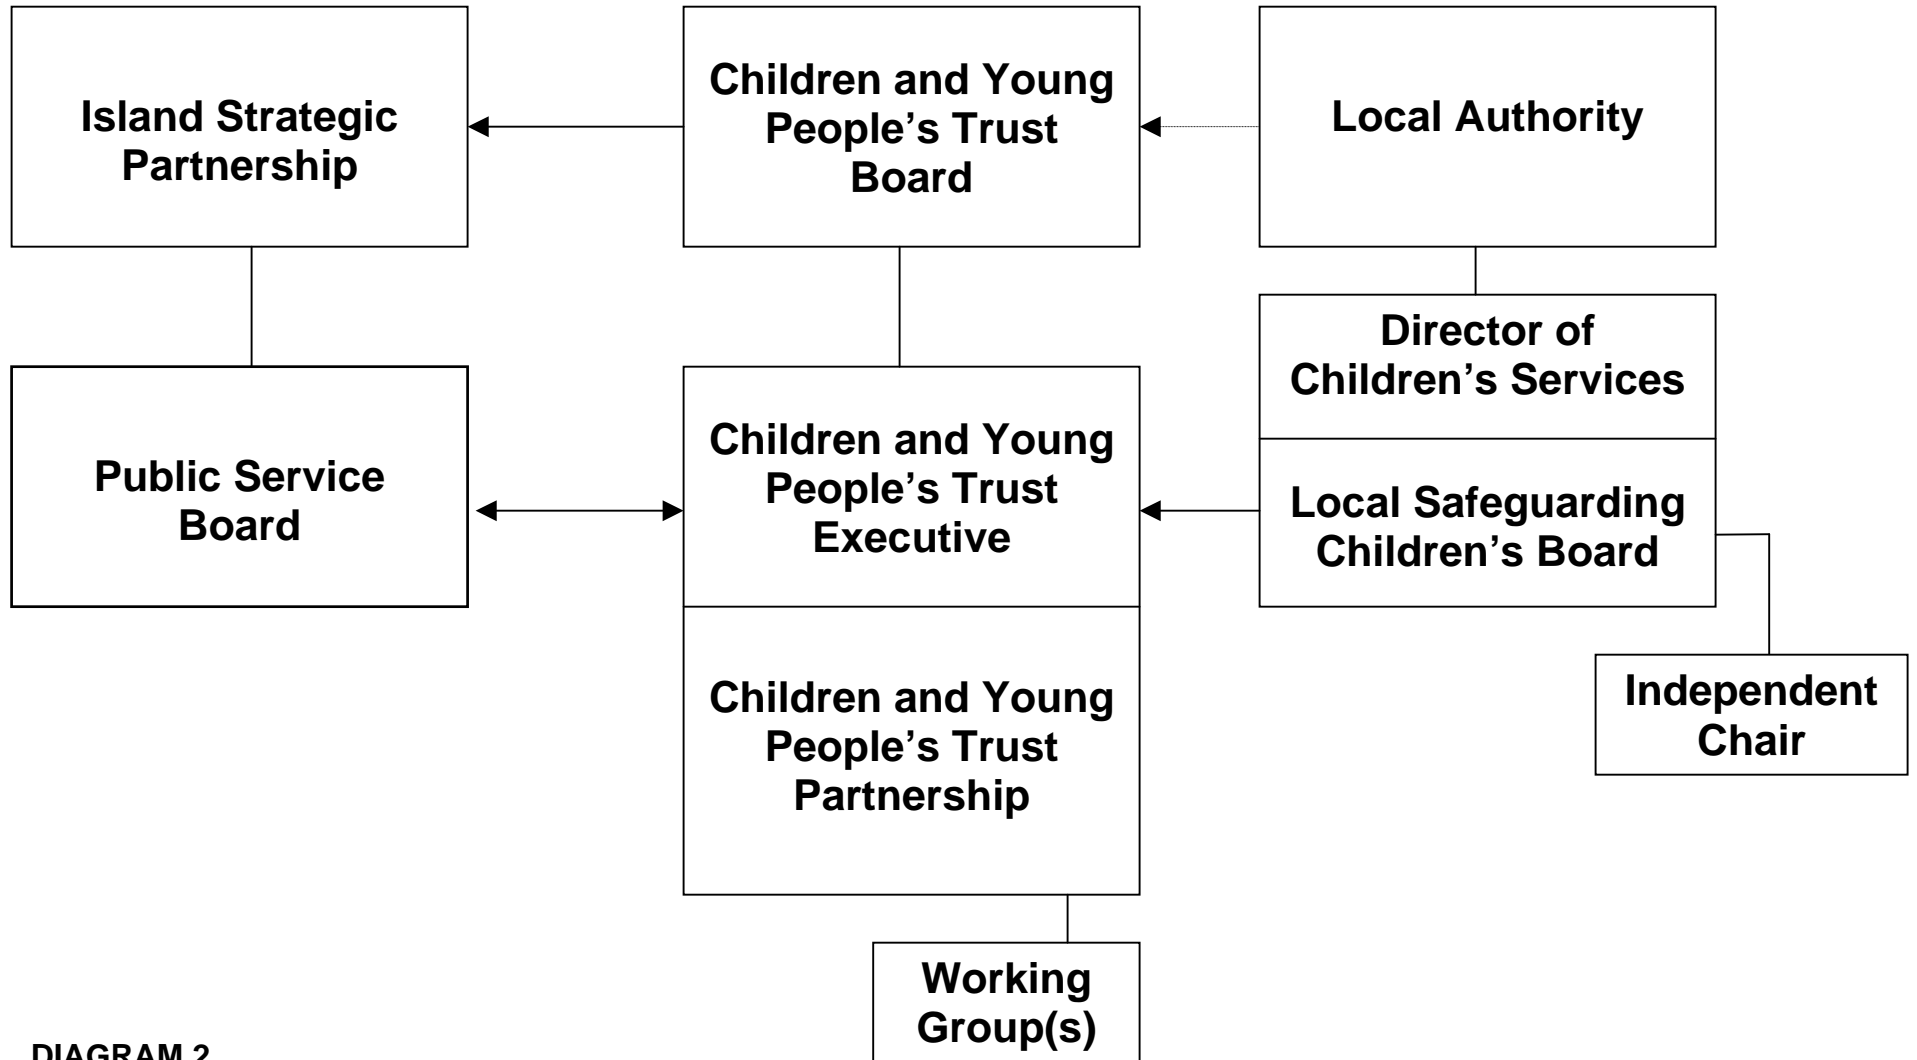 Island Strategic
Partnership
Children and Young
People’s Trust
Board
Local Authority
Director of
Children’s Services
Public Service
Board
Children and Young
People’s Trust
Executive
Local Safeguarding
Children’s Board
Children and Young
People’s Trust
Partnership
Independent
Chair
Working
Group(s)
DIAGRAM 2